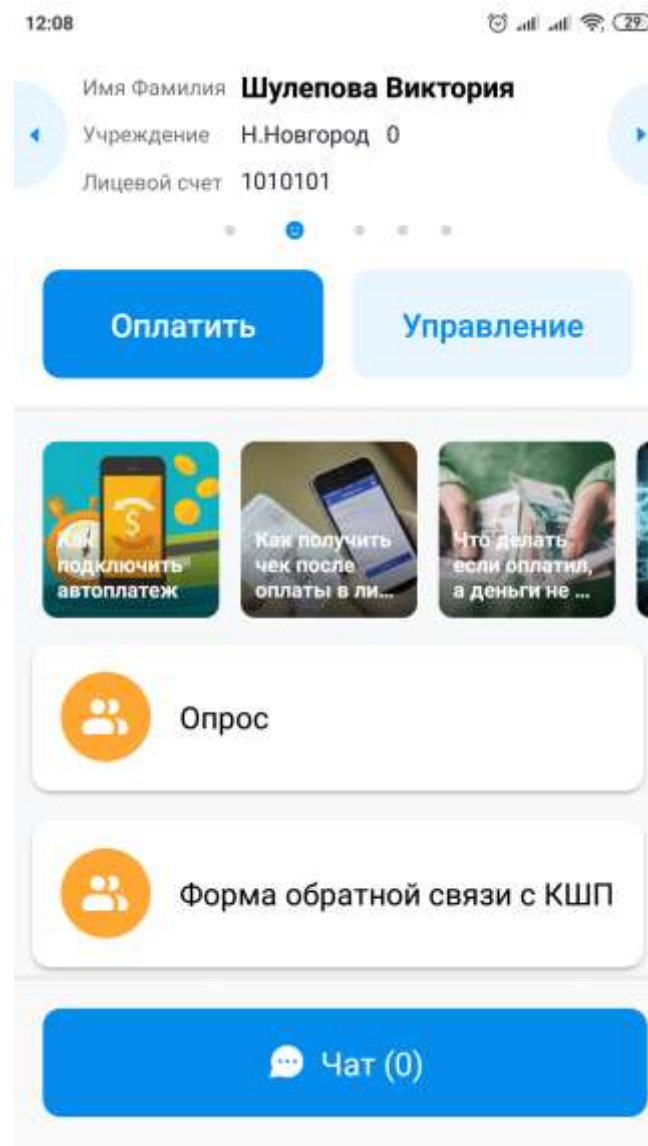 12:08
29
Имя Фамилия Шулепова Виктория
Учреждение Н.Новгород 0
Лицевой счет 1010101
Оплатить
Управление
Как
подключить
автоплатеж
Как получить
чек после
оплаты в ли...
Что делать
если оплатил,
а деньги не ...
Опрос
Форма обратной связи с КШП
Чат (0)